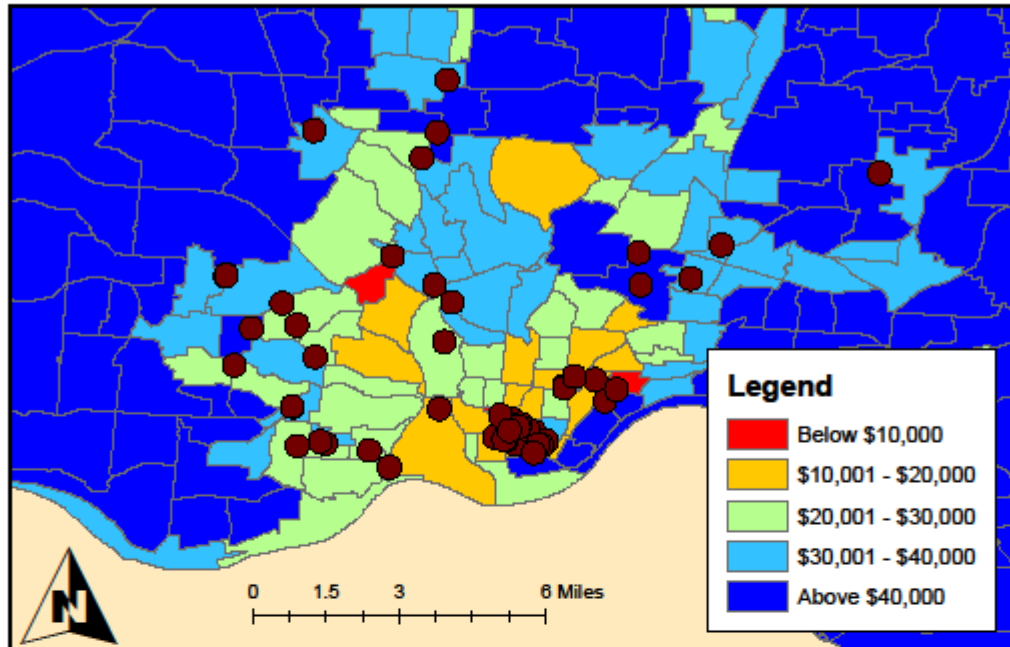 Legend
Below $10,000
$10,001 - $20,000
$20,001 - $30,000
$30,001 - $40,000
Above $40,000
N
0 1.5 3 6 Miles